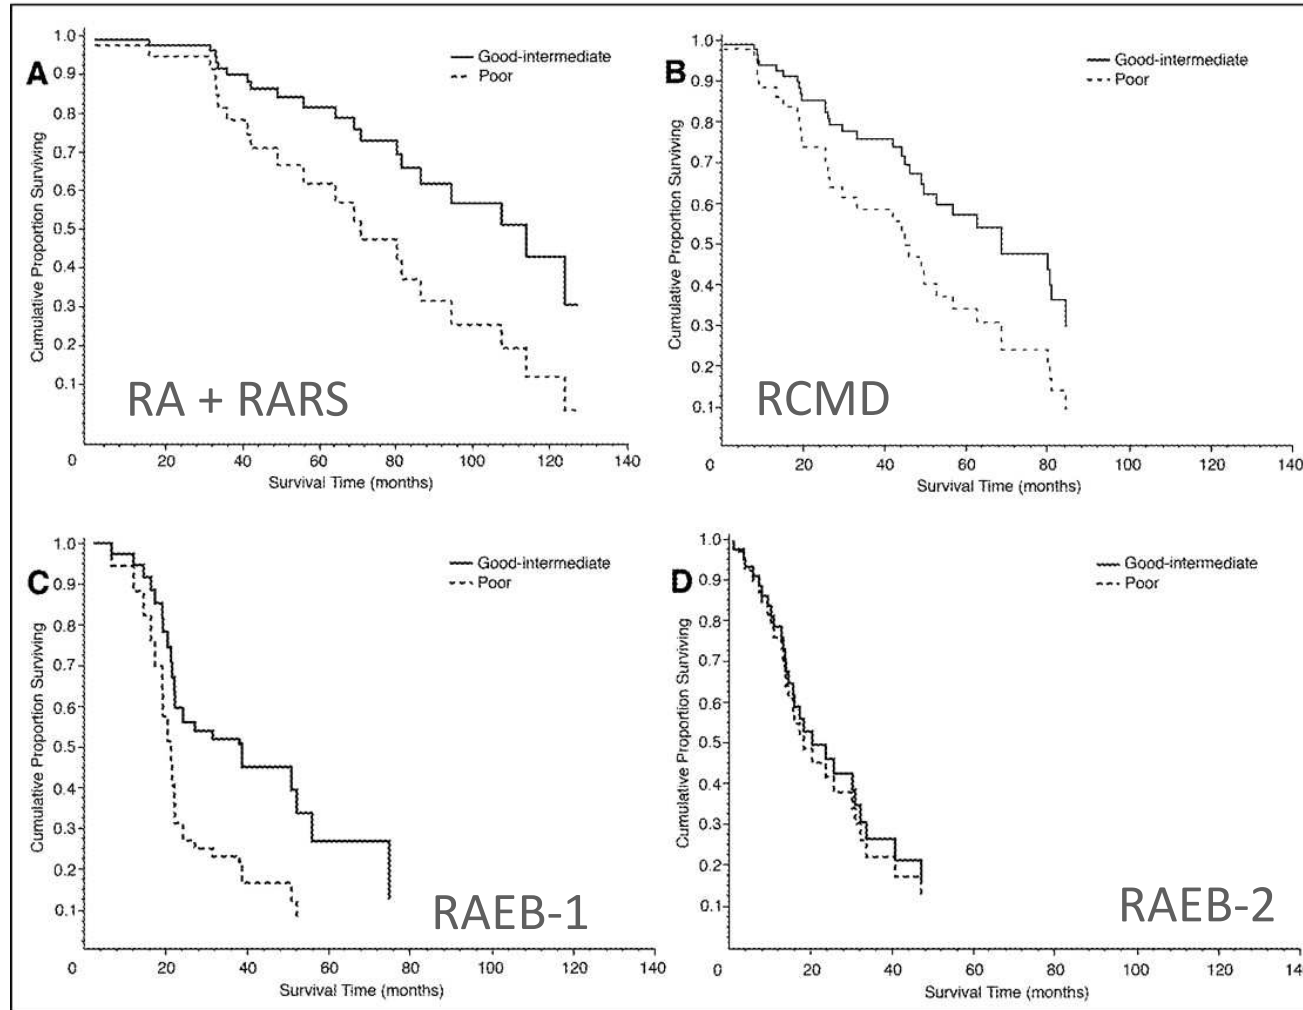 A
Cumulative Proportion Surviving
1.0
0.9
0.8
0.7
0.6
0.5
0.4
0.3
0.2
0.1
Good-intermediate
Poor
RA + RARS
0 20 40 60 80 100 120 140
Survival Time (months)
B
Cumulative Proportion Surviving
1.0
0.9
0.8
0.7
0.6
0.5
0.4
0.3
0.2
0.1
Good-intermediate
Poor
RCMD
0 20 40 60 80 100 120 140
Survival Time (months)
C
Cumulative Proportion Surviving
1.0
0.9
0.8
0.7
0.6
0.5
0.4
0.3
0.2
0.1
Good-intermediate
Poor
RAEB-1
0 20 40 60 80 100 120 140
Survival Time (months)
D
Cumulative Proportion Surviving
1.0
0.9
0.8
0.7
0.6
0.5
0.4
0.3
0.2
0.1
Good-intermediate
Poor
RAEB-2
0 20 40 60 80 100 120 14
Survival Time (months)